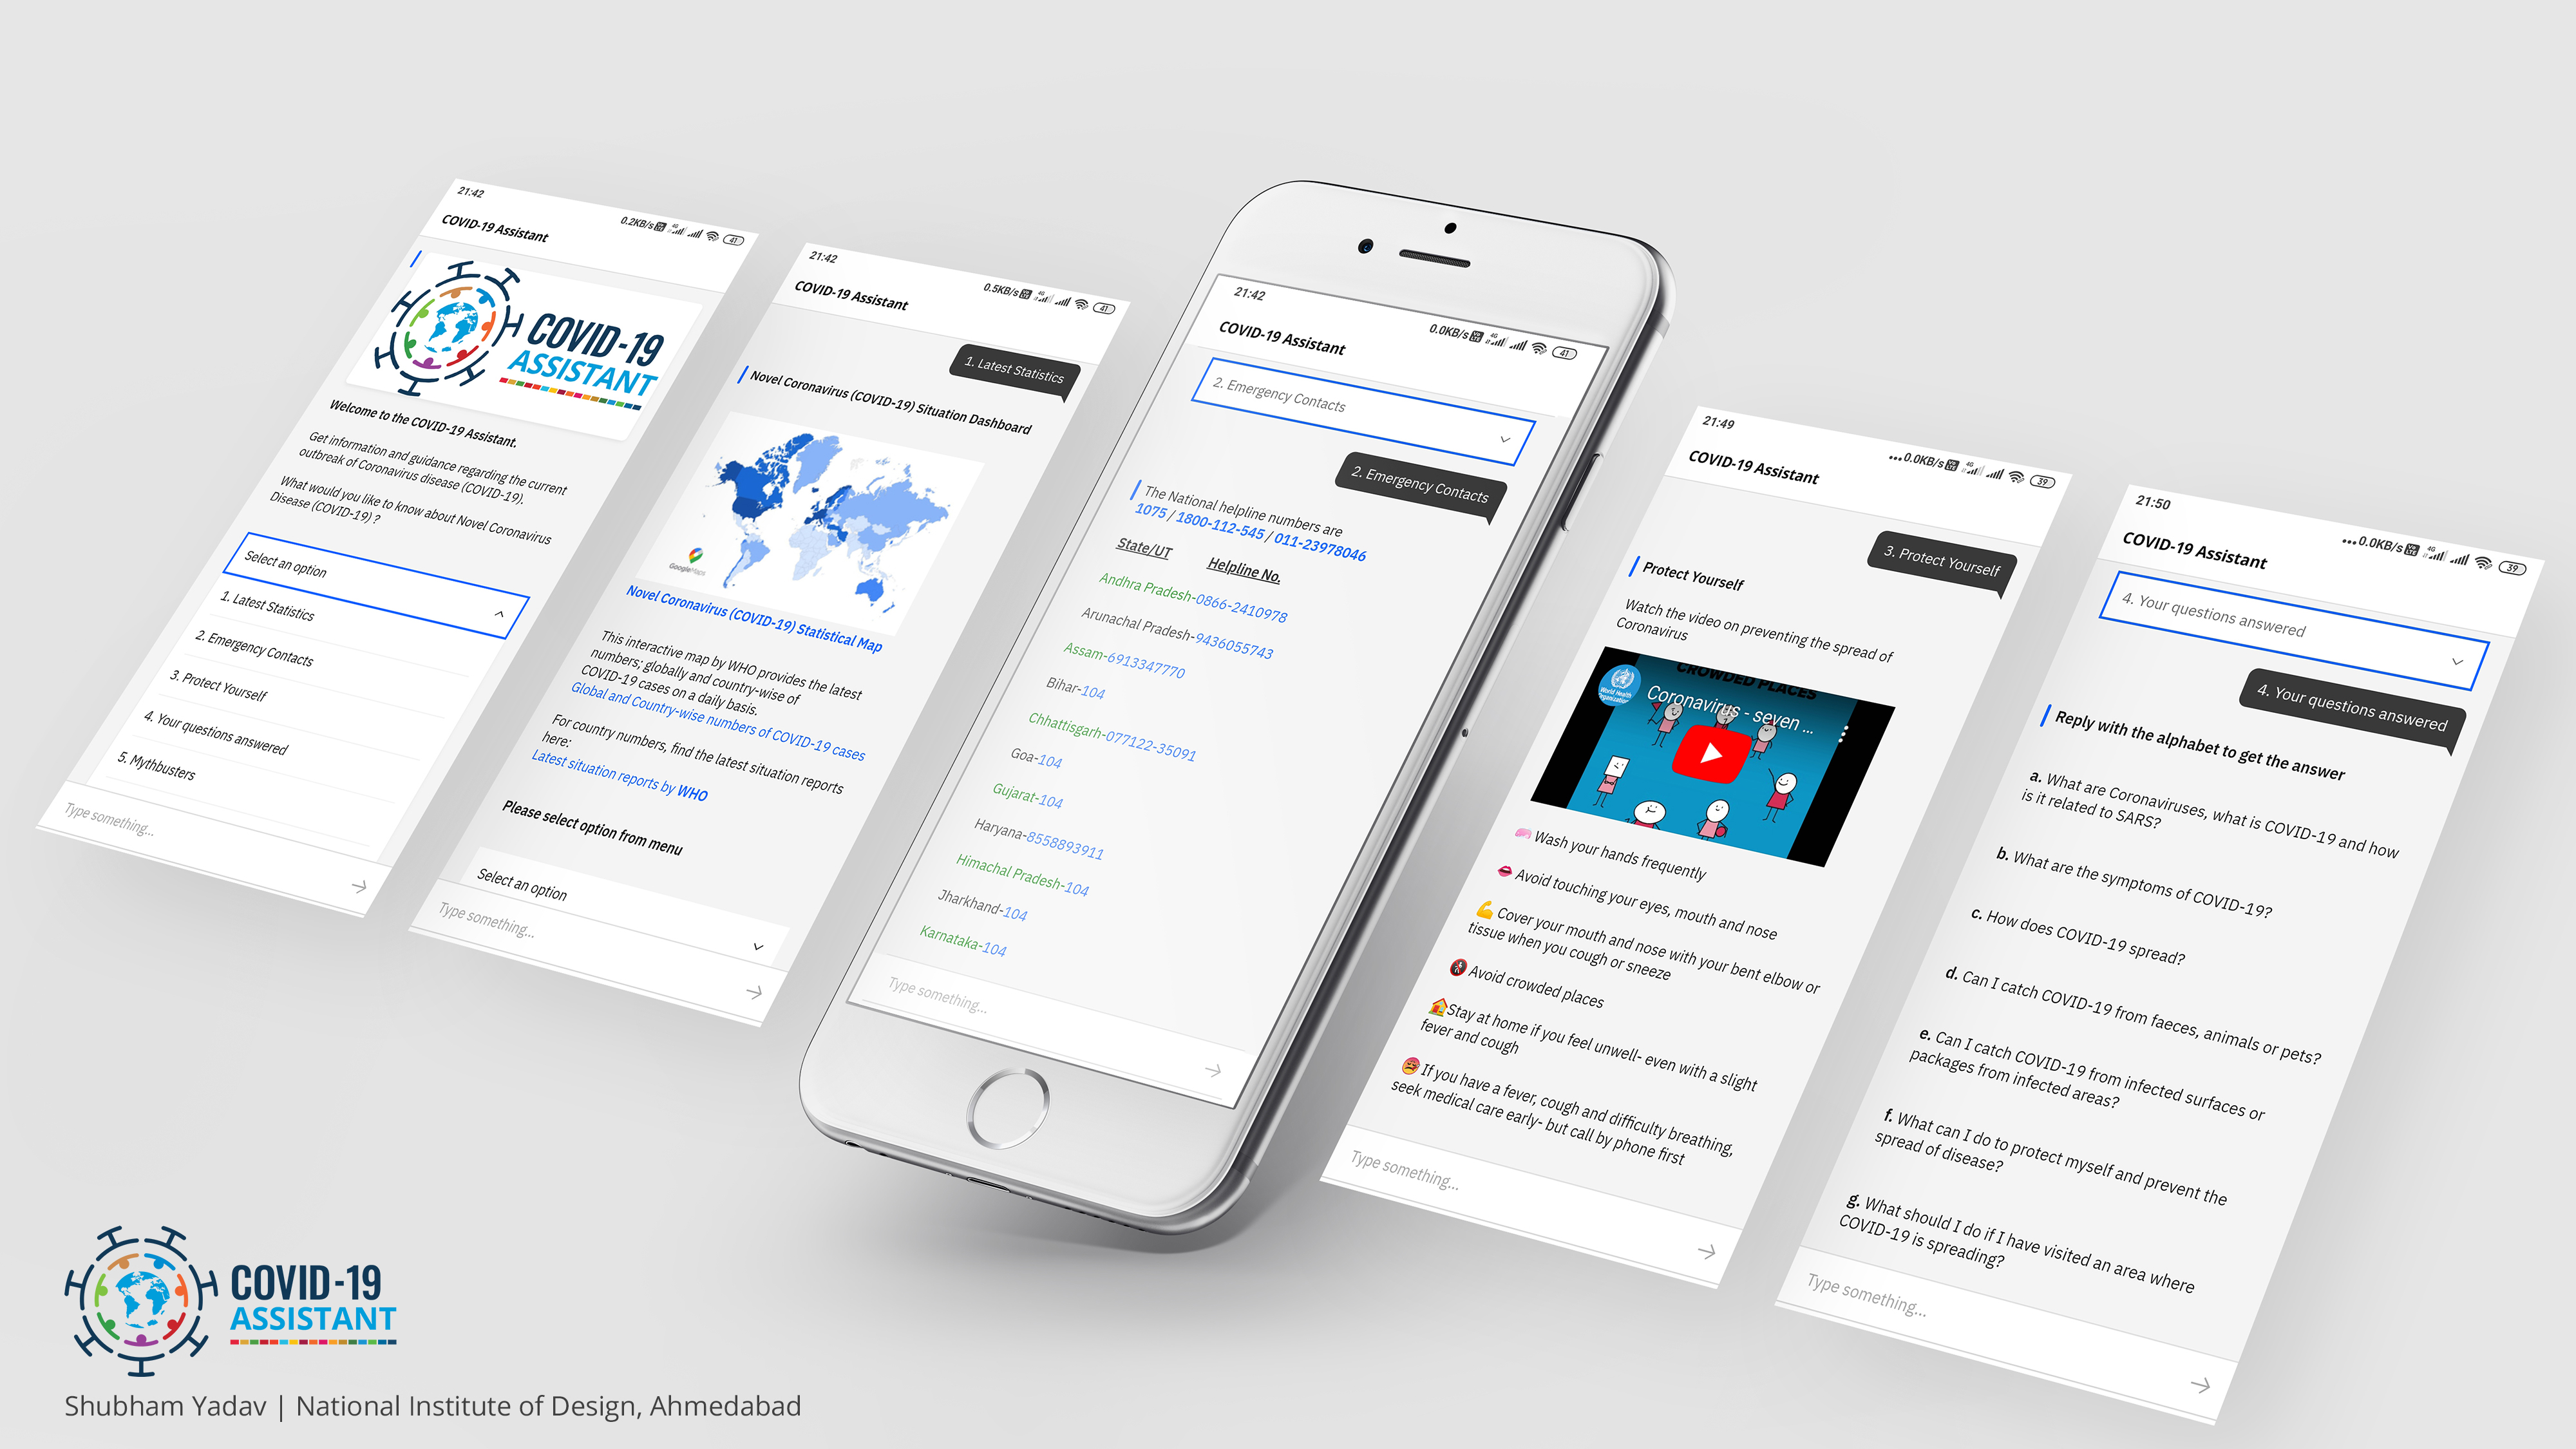 21:42
0.2KB/s
4G
41
COVID-19 Assistant
COVID-19
ASSISTANT
Welcome to the COVID-19 Assistant.
Get information and guidance regarding the current
outbreak of Coronavirus disease (COVID-19).
What would you like to know about Novel Coronavirus
Disease (COVID-19) ?
Select an option
1. Latest Statistics
2. Emergency Contacts
3. Protect Yourself
4. Your questions answered
5. Mythbusters
Type something...
21:42
0.5KB/s
4G
41
COVID-19 Assistant
1. Latest Statistics
Novel Coronavirus (COVID-19) Situation Dashboard
Google Maps
Novel Coronavirus (COVID-19) Statistical Map
This interactive map by WHO provides the latest
numbers; globally and country-wise of
COVID-19 cases on a daily basis.
Global and Country-wise numbers of COVID-19 cases
For country numbers, find the latest situation reports
here:
Latest situation reports by WHO
Please select option from menu
Select an option
Type something...
21:42
0.0KB/s
4G
41
COVID-19 Assistant
2. Emergency Contacts
2. Emergency Contacts
The National helpline numbers are
1075 / 1800-112-545 / 011-23978046
State/UT Helpline No.
Andhra Pradesh-0866-2410978
Arunachal Pradesh-9436055743
Assam-6913347770
Bihar-104
Chhattisgarh-077122-35091
Goa-104
Gujarat-104
Haryana-8558893911
Himachal Pradesh-104
Jharkhand-104
Karnataka-104
Type something...
21:49
...0.0KB/s
4G
39
COVID-19 Assistant
3. Protect Yourself
Protect Yourself
Watch the video on preventing the spread of
Coronavirus
CROWDED PLACES
World Health
Organization
Coronavirus - seven ...
Wash your hands frequently
Avoid touching your eyes, mouth and nose
Cover your mouth and nose with your bent elbow or
tissue when you cough or sneeze
Avoid crowded places
Stay at home if you feel unwell- even with a slight
fever and cough
If you have a fever, cough and difficulty breathing,
seek medical care early- but call by phone first
Type something...
21:50
...0.0KB/s
4G
39
COVID-19 Assistant
4. Your questions answered
4. Your questions answered
Reply with the alphabet to get the answer
a. What are Coronaviruses, what is COVID-19 and how
is it related to SARS?
b. What are the symptoms of COVID-19?
c. How does COVID-19 spread?
d. Can I catch COVID-19 from faeces, animals or pets?
e. Can I catch COVID-19 from infected surfaces or
packages from infected areas?
f. What can I do to protect myself and prevent the
spread of disease?
g. What should I do if I have visited an area where
COVID-19 is spreading?
Type something...
COVID-19
ASSISTANT
Shubham Yadav | National Institute of Design, Ahmedabad